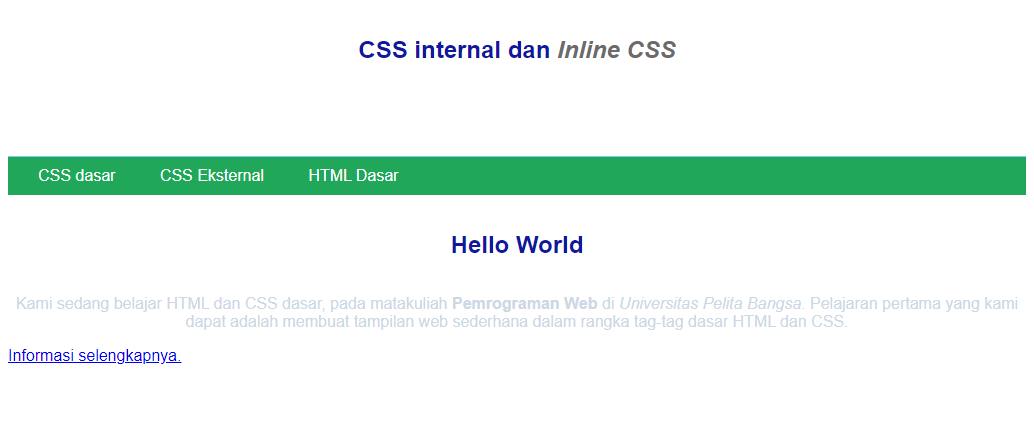 CSS internal dan Inline CSS
CSS dasar CSS Eksternal HTML Dasar
Hello World
Kami sedang belajar HTML dan CSS dasar, pada matakuliah Pemrograman Web di Universitas Pelita Bangsa. Pelajaran pertama yang kami
dapat adalah membuat tampilan web sederhana dalam rangka tag-tag dasar HTML dan CSS.
Informasi selengkapnya.